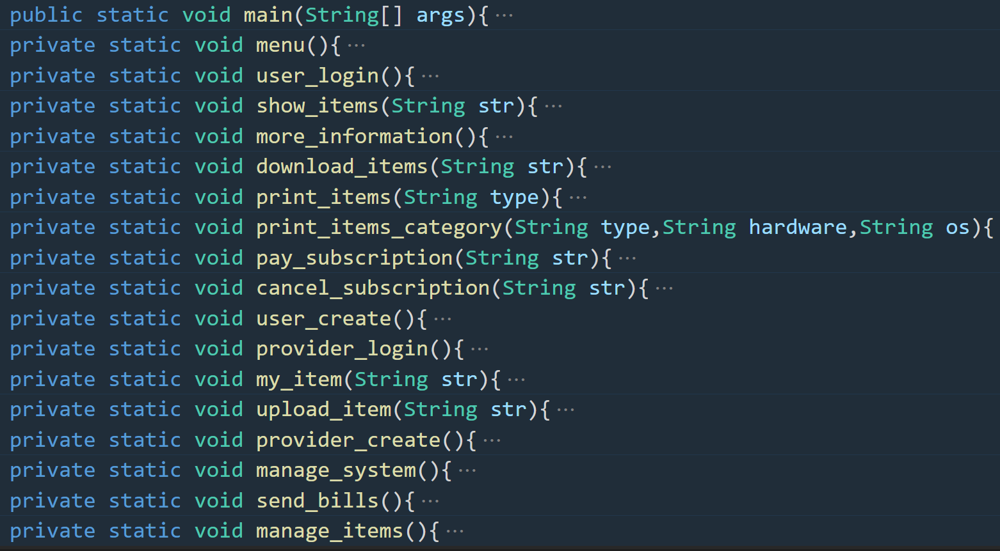 public static void main(String[] args){ ···
private static void menu(){ ···
private static void user_login(){ ···
private static void show_items(String str){ ···
private static void more_information(){ ···
private static void download_items(String str){ ···
private static void print_items(String type){ ···
private static void print_items_category(String type,String hardware,String os){
private static void pay_subscription(String str){ ···
private static void cancel_subscription(String str){ ···
private static void user_create(){ ···
private static void provider_login(){ ···
private static void my_item(String str){ ···
private static void upload_item(String str){ ···
private static void provider_create(){ ···
private static void manage_system(){ ···
private static void send_bills(){ ···
private static void manage_items(){ ···